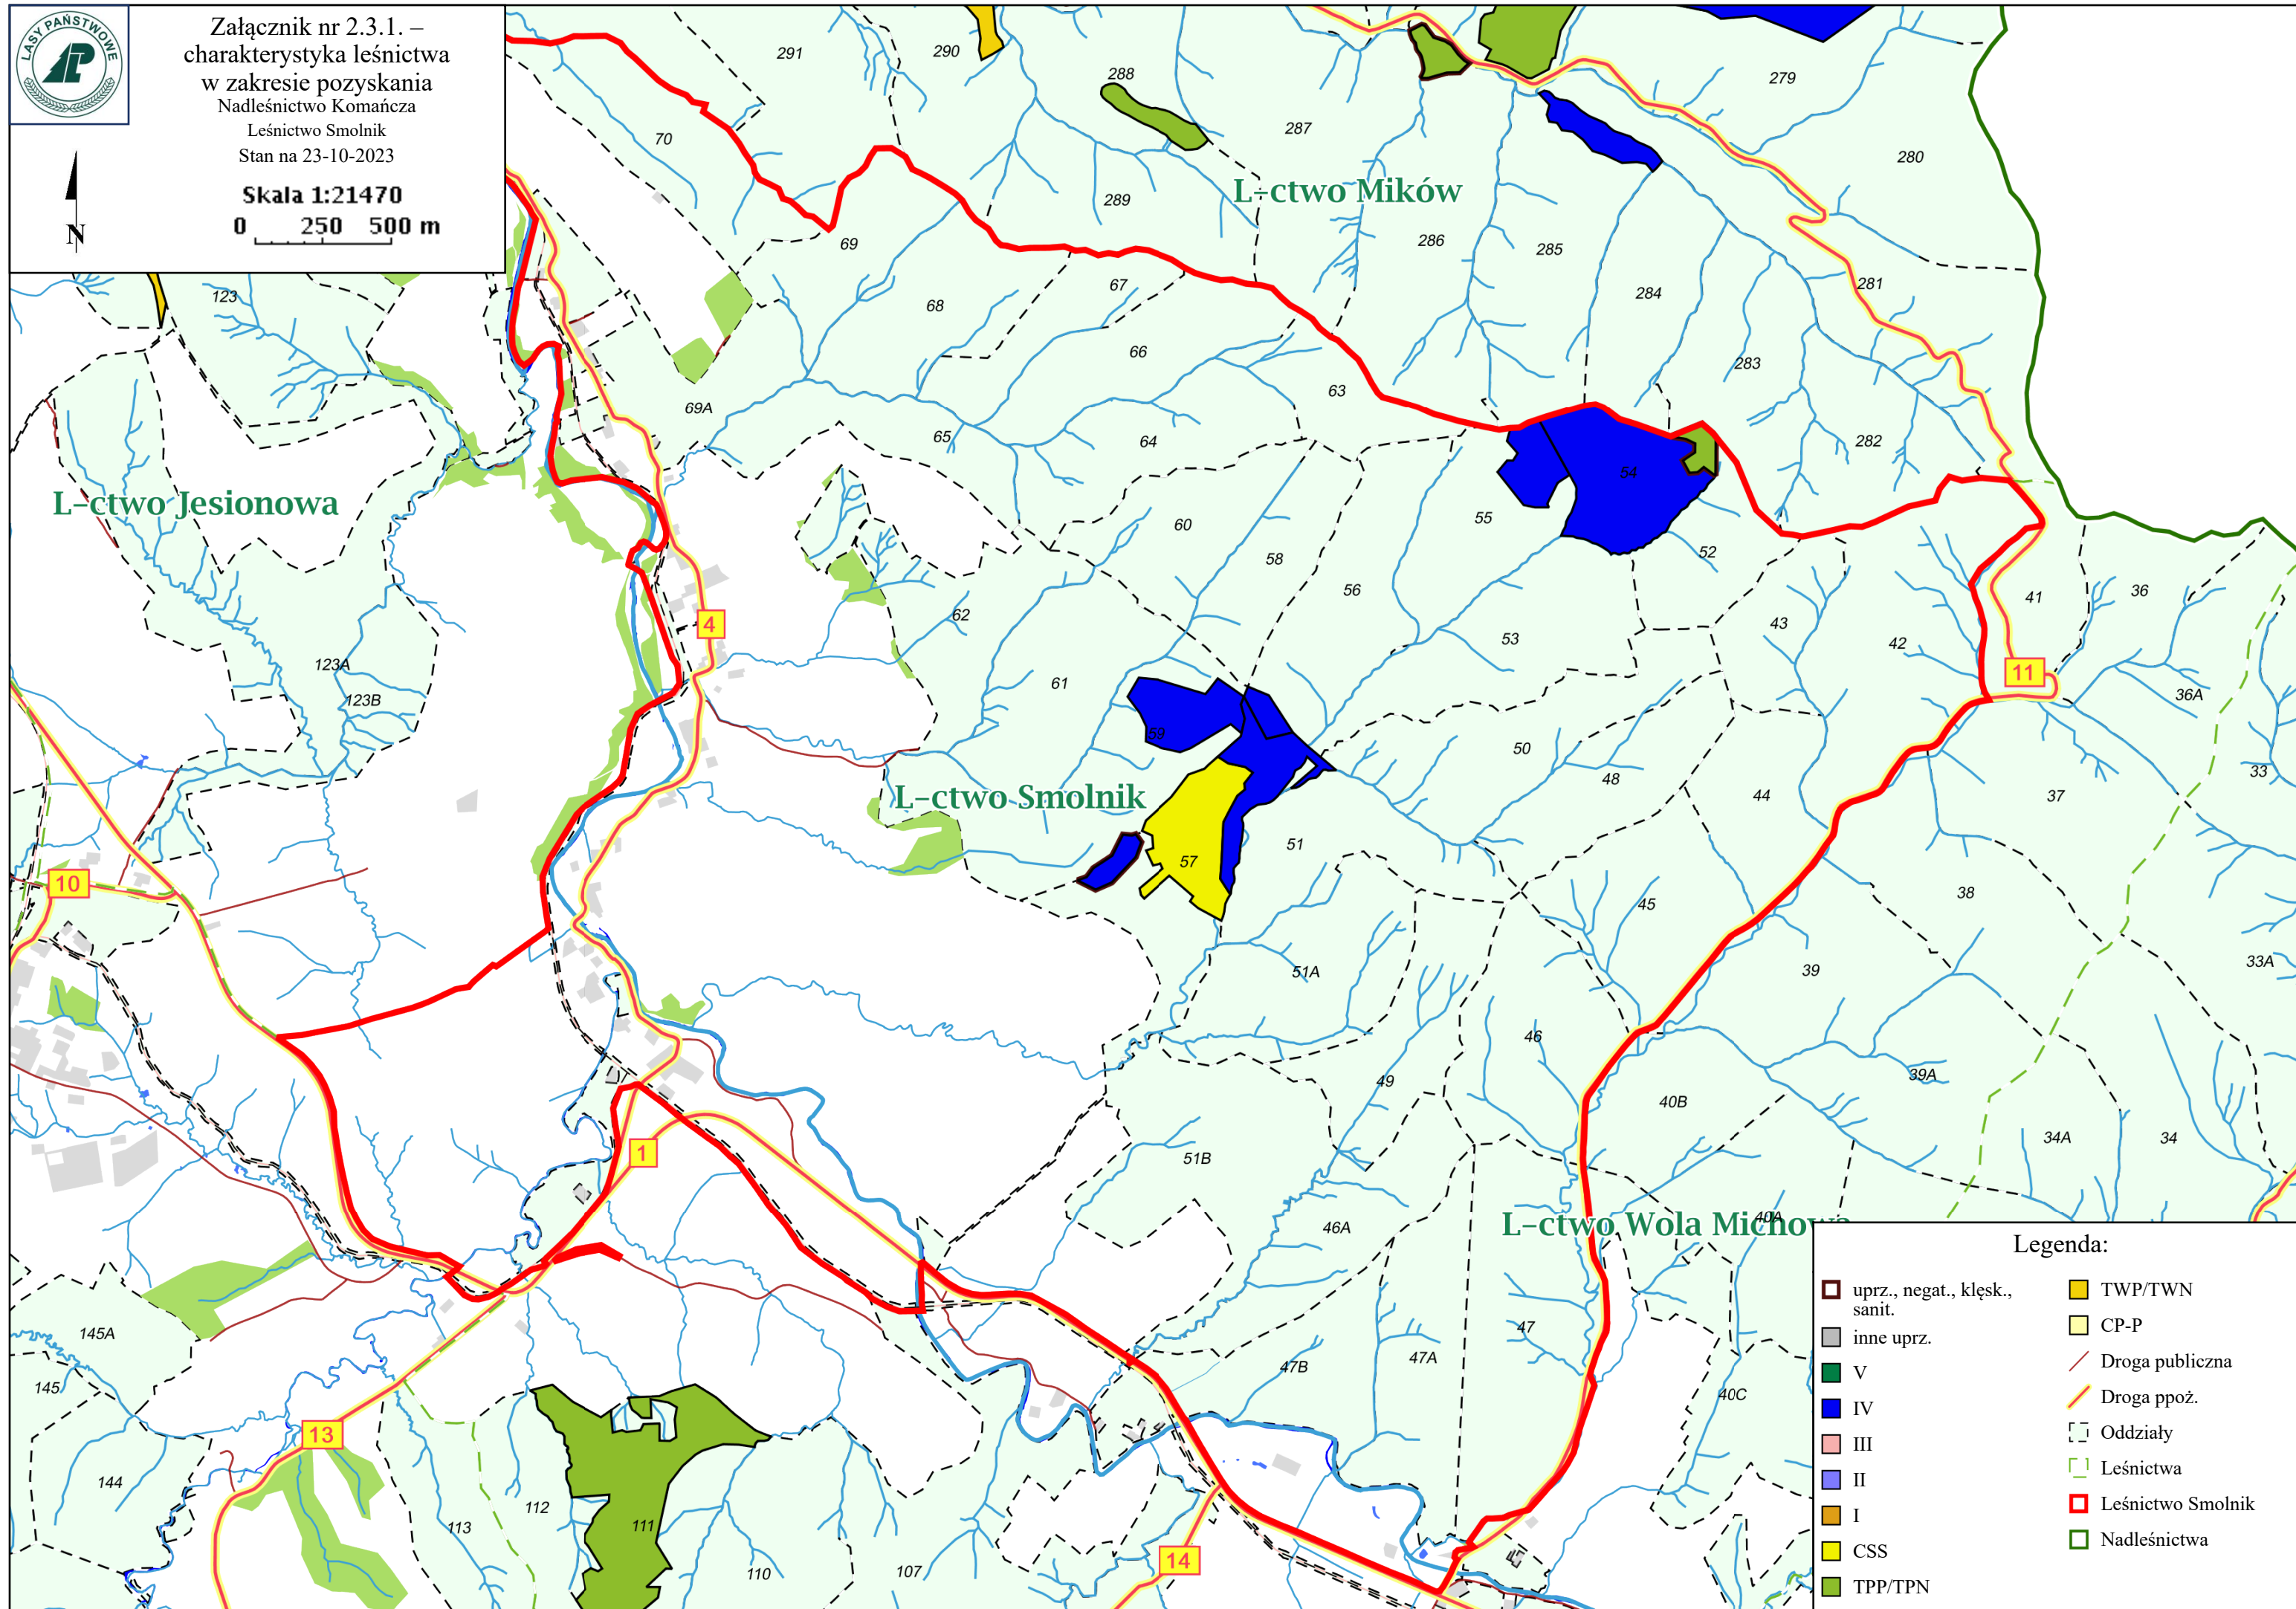 LASY PAŃSTWOWE
Załącznik nr 2.3.1. –
charakterystyka leśnictwa
w zakresie pozyskania
Nadleśnictwo Komańcza
Leśnictwo Smolnik
Stan na 23-10-2023
Skala 1:21470
0 250 500 m
N
291
290
288
279
70
287
280
L-ctwo Mików
289
69
286
285
123
68
67
284
281
66
283
63
69A
65
64
282
54
L-ctwo Jesionowa
55
60
52
58
56
41
36
62
4
43
53
42
123A
61
11
36A
123B
59
50
48
33
L-ctwo Smolnik
44
37
51
57
10
38
45
51A
39
33A
46
49
39A
40B
1
34A
34
51B
46A
L-ctwo Wola Michowa
40A
145A
47
47B
47A
145
40C
13
144
112
113
111
14
110
107
Legenda:
uprz., negat., klęsk.,
sanit.
inne uprz.
V
IV
III
II
I
CSS
TPP/TPN
TWP/TWN
CP-P
Droga publiczna
Droga ppoż.
Oddziały
Leśnictwa
Leśnictwo Smolnik
Nadleśnictwa